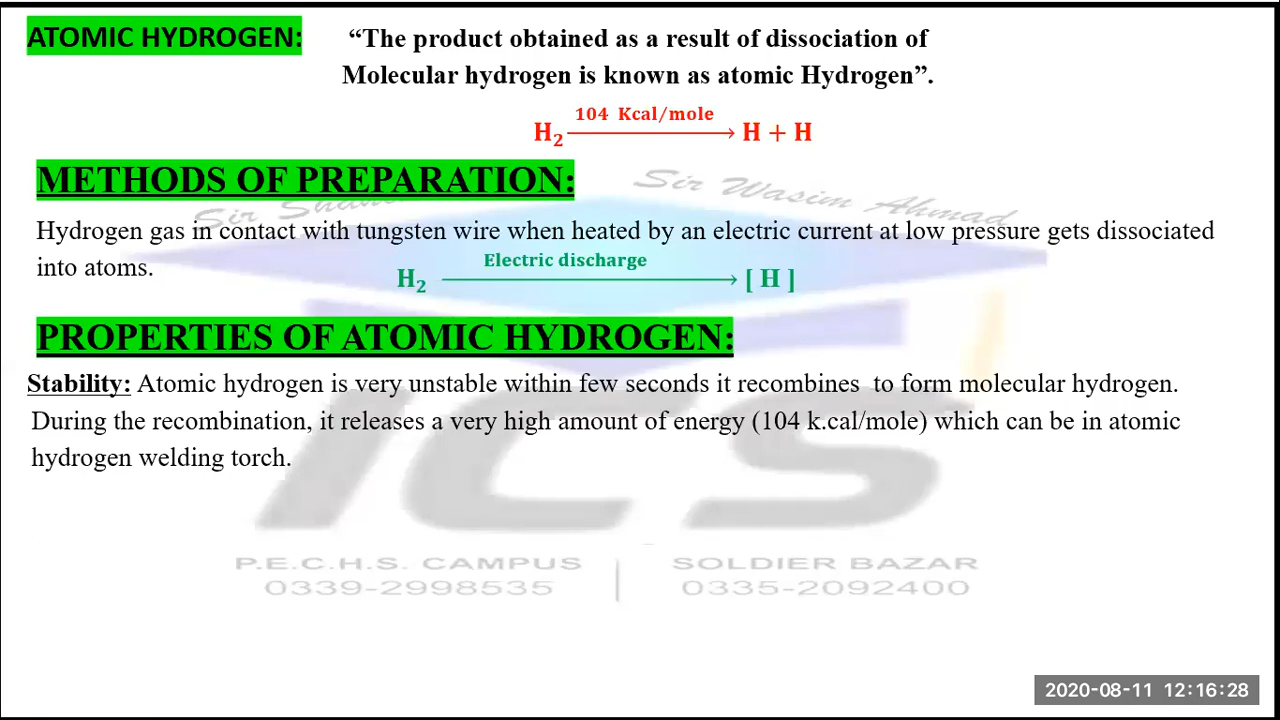 ATOMIC HYDROGEN:
“The product obtained as a result of dissociation of
Molecular hydrogen is known as atomic Hydrogen”.
104 Kcal/mole
H₂ → H + H
METHODS OF PREPARATION:
Sir Wasim Ahmad
Sir
Hydrogen gas in contact with tungsten wire when heated by an electric current at low pressure gets dissociated
into atoms.
Electric discharge
H₂ → [ H ]
PROPERTIES OF ATOMIC HYDROGEN:
Stability: Atomic hydrogen is very unstable within few seconds it recombines to form molecular hydrogen.
During the recombination, it releases a very high amount of energy (104 k.cal/mole) which can be in atomic
hydrogen welding torch.
ICS
P.E.C.H.S. CAMPUS | SOLDIER BAZAR
0339-2998535 | 0335-2092400
2020-08-11 12:16:28